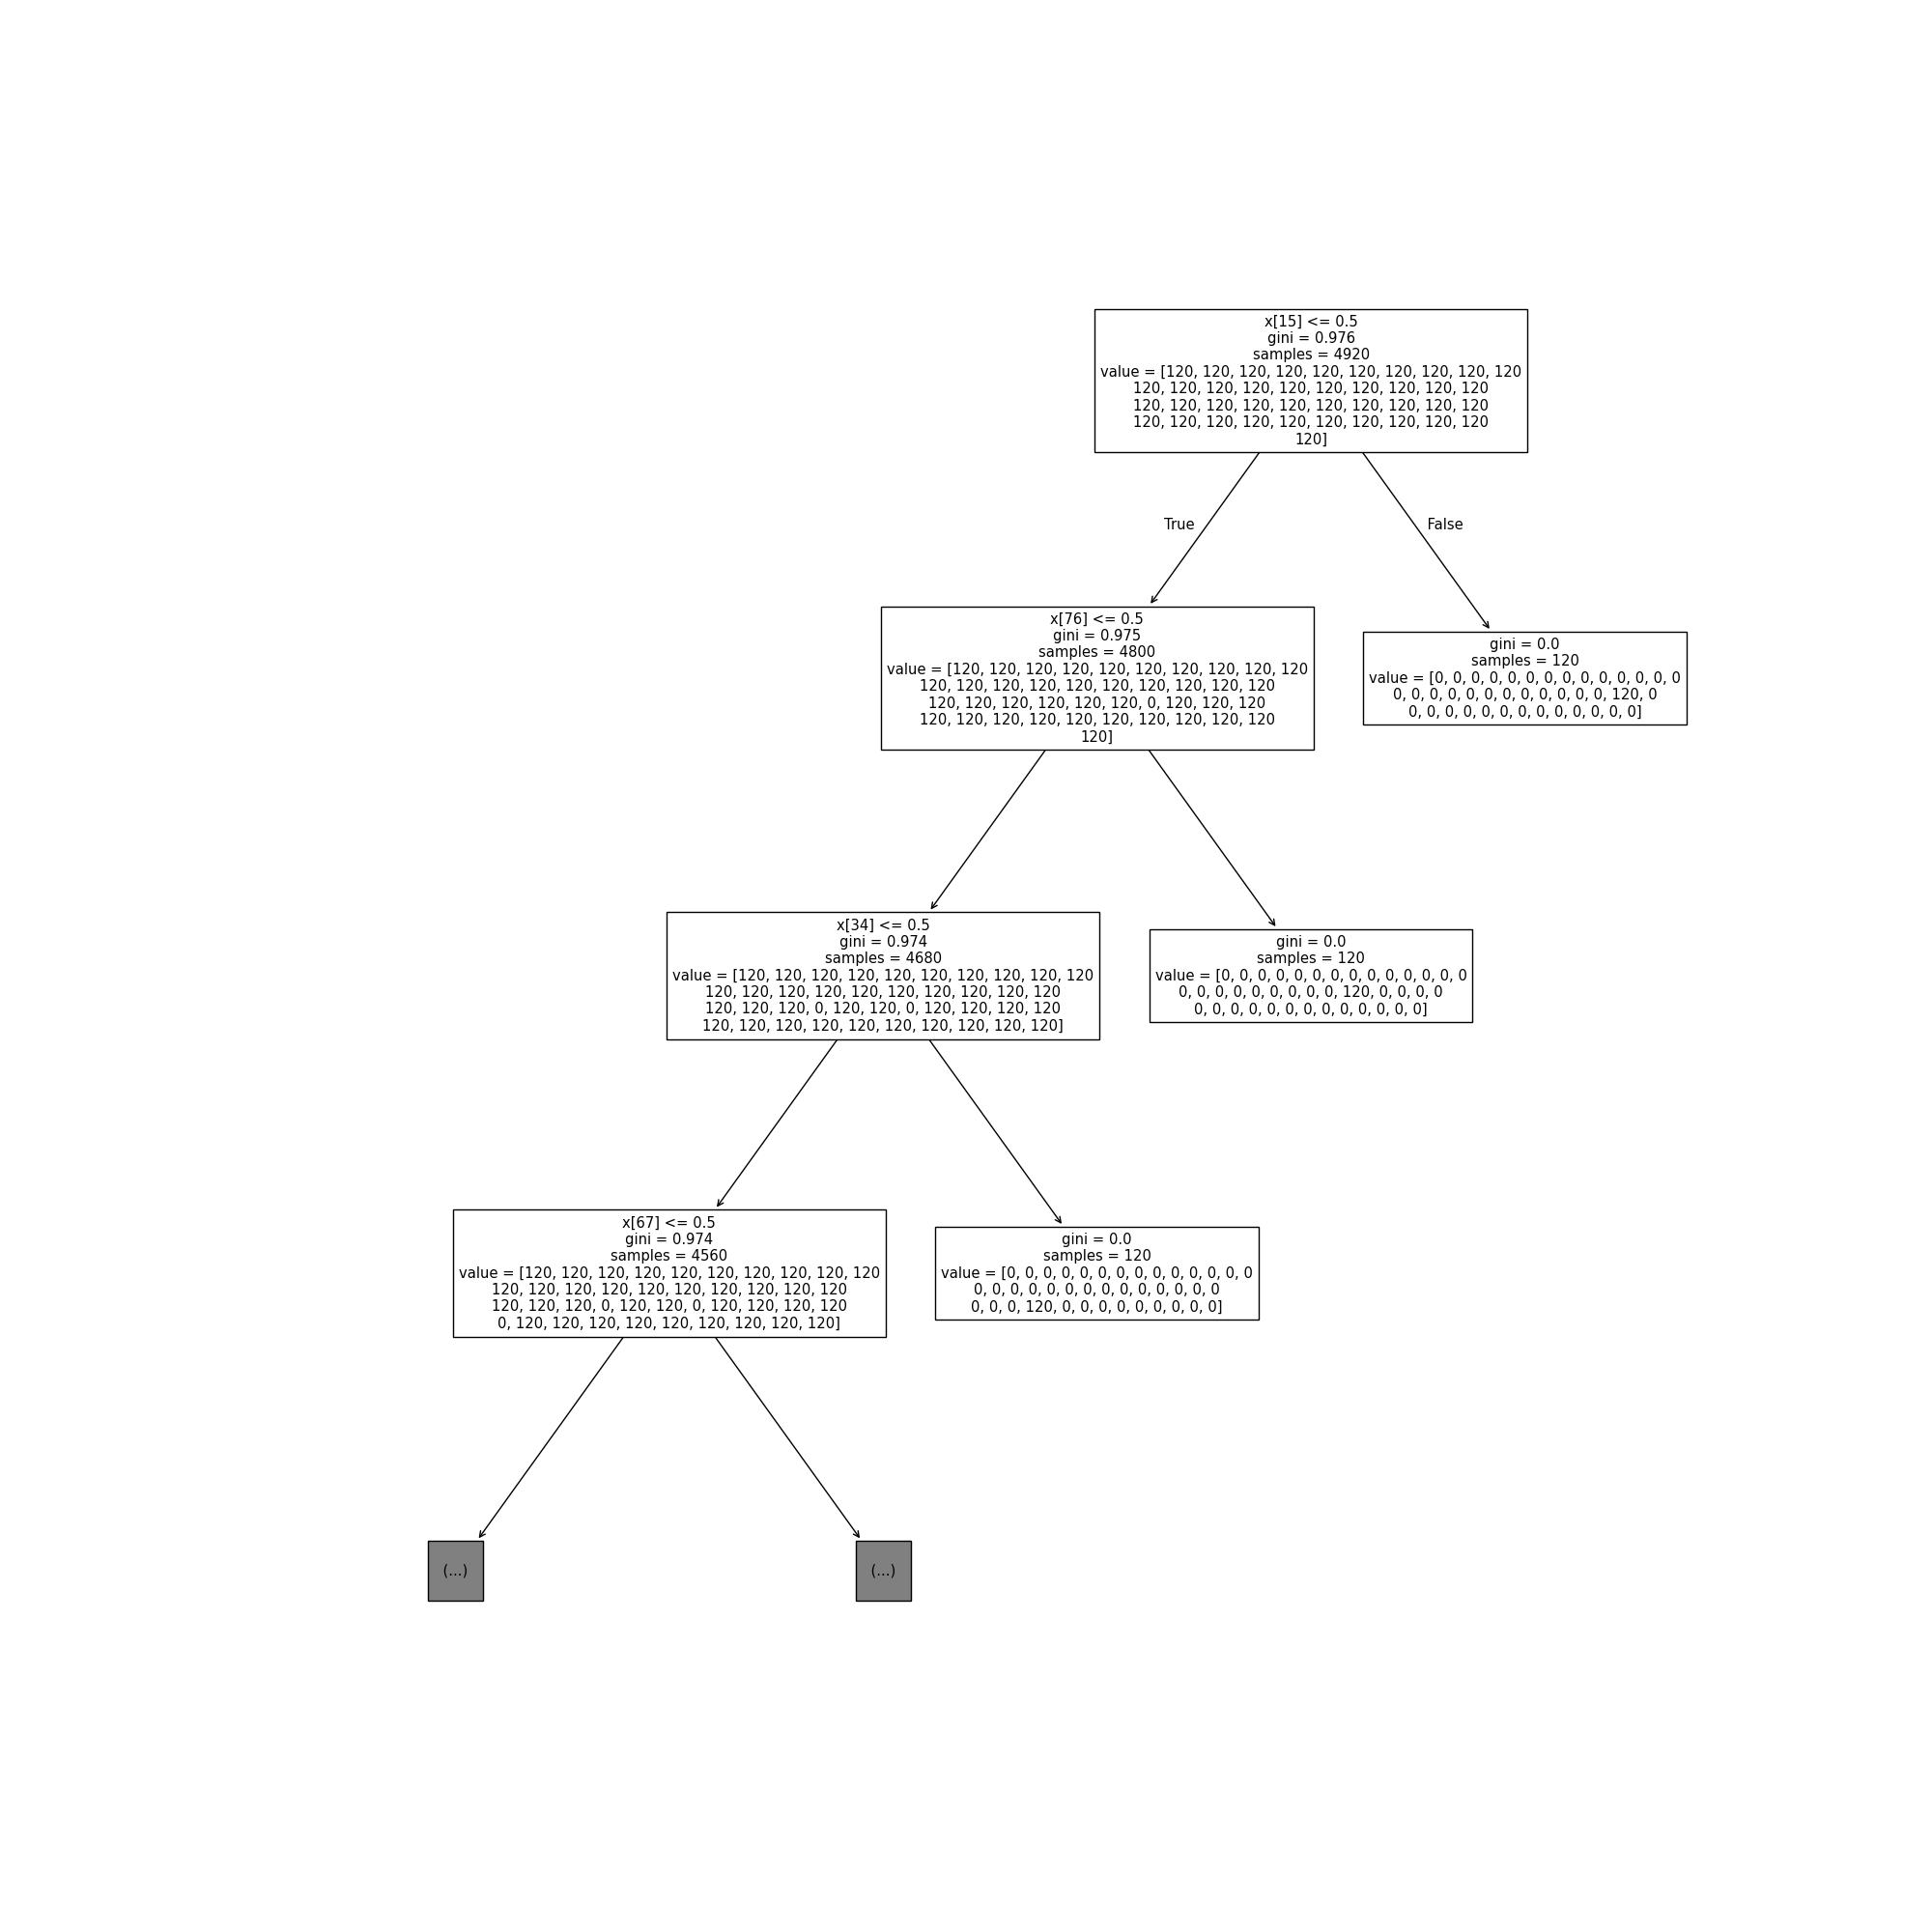 x[15] <= 0.5
gini = 0.976
samples = 4920
value = [120, 120, 120, 120, 120, 120, 120, 120, 120, 120
120, 120, 120, 120, 120, 120, 120, 120, 120, 120
120, 120, 120, 120, 120, 120, 120, 120, 120, 120
120, 120, 120, 120, 120, 120, 120, 120, 120, 120
120]
True
False
x[76] <= 0.5
gini = 0.975
samples = 4800
value = [120, 120, 120, 120, 120, 120, 120, 120, 120, 120
120, 120, 120, 120, 120, 120, 120, 120, 120, 120
120, 120, 120, 120, 120, 120, 0, 120, 120, 120
120, 120, 120, 120, 120, 120, 120, 120, 120, 120
120]
gini = 0.0
samples = 120
value = [0, 0, 0, 0, 0, 0, 0, 0, 0, 0, 0, 0, 0, 0
0, 0, 0, 0, 0, 0, 0, 0, 0, 0, 0, 0, 120, 0
0, 0, 0, 0, 0, 0, 0, 0, 0, 0, 0, 0, 0]
x[34] <= 0.5
gini = 0.974
samples = 4680
value = [120, 120, 120, 120, 120, 120, 120, 120, 120, 120
120, 120, 120, 120, 120, 120, 120, 120, 120, 120
120, 120, 120, 0, 120, 120, 0, 120, 120, 120, 120
120, 120, 120, 120, 120, 120, 120, 120, 120, 120]
gini = 0.0
samples = 120
value = [0, 0, 0, 0, 0, 0, 0, 0, 0, 0, 0, 0, 0, 0
0, 0, 0, 0, 0, 0, 0, 0, 0, 120, 0, 0, 0, 0
0, 0, 0, 0, 0, 0, 0, 0, 0, 0, 0, 0, 0]
x[67] <= 0.5
gini = 0.974
samples = 4560
value = [120, 120, 120, 120, 120, 120, 120, 120, 120, 120
120, 120, 120, 120, 120, 120, 120, 120, 120, 120
120, 120, 120, 0, 120, 120, 0, 120, 120, 120, 120
0, 120, 120, 120, 120, 120, 120, 120, 120, 120]
gini = 0.0
samples = 120
value = [0, 0, 0, 0, 0, 0, 0, 0, 0, 0, 0, 0, 0, 0
0, 0, 0, 0, 0, 0, 0, 0, 0, 0, 0, 0, 0, 0
0, 0, 0, 120, 0, 0, 0, 0, 0, 0, 0, 0, 0]
(...)
(...)